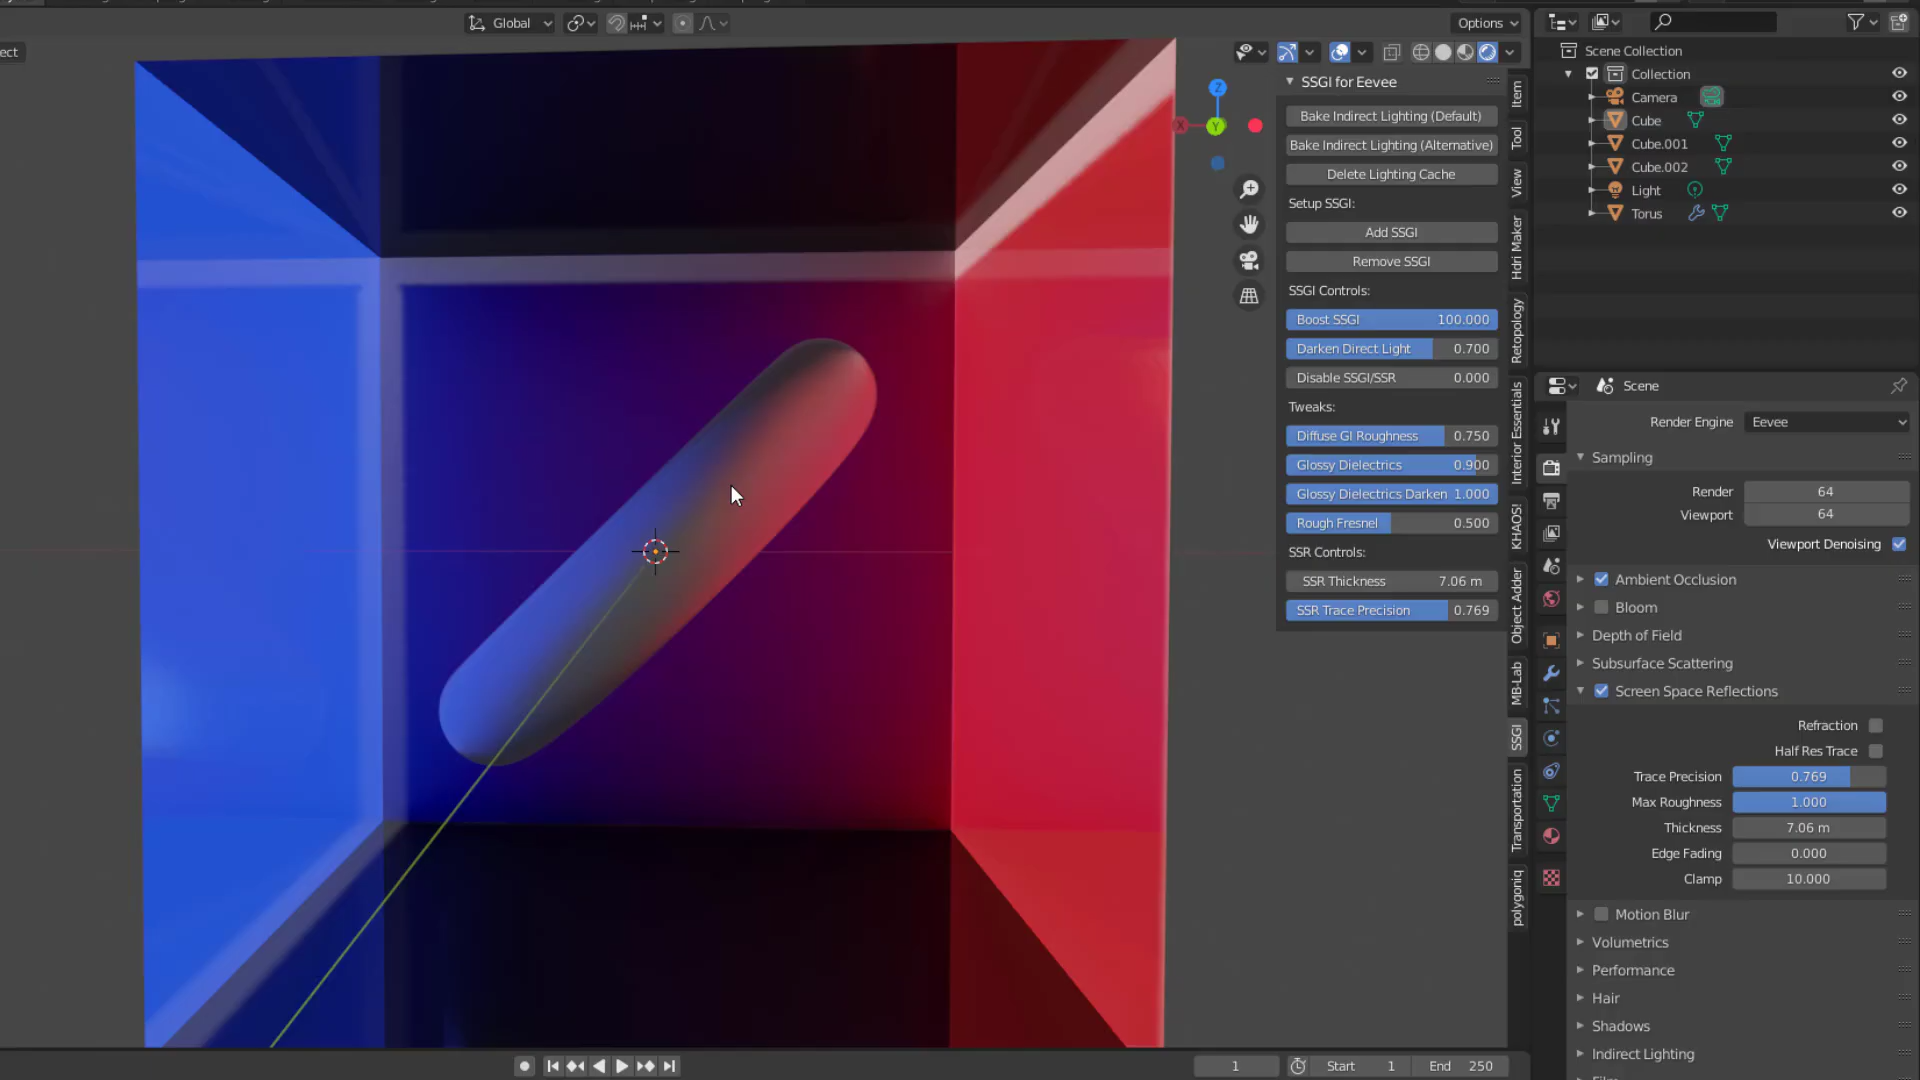 Global
Options
ect
Z
X
Y
SSGI for Eevee
Bake Indirect Lighting (Default)
Bake Indirect Lighting (Alternative)
Delete Lighting Cache
Setup SSGI:
Add SSGI
Remove SSGI
SSGI Controls:
Boost SSGI 100.000
Darken Direct Light 0.700
Disable SSGI/SSR 0.000
Tweaks:
Diffuse GI Roughness 0.750
Glossy Dielectrics 0.900
Glossy Dielectrics Darken 1.000
Rough Fresnel 0.500
SSR Controls:
SSR Thickness 7.06 m
SSR Trace Precision 0.769
Item
Tool
View
Hdri Maker
Retopology
Interior Essentials
KHAOS!
Object Adder
MB-Lab
SSGI
Transportation
polygoniq
Scene Collection
Collection
Camera
Cube
Cube.001
Cube.002
Light
Torus
Scene
Render Engine Eevee
Sampling
Render 64
Viewport 64
Viewport Denoising
Ambient Occlusion
Bloom
Depth of Field
Subsurface Scattering
Screen Space Reflections
Refraction
Half Res Trace
Trace Precision 0.769
Max Roughness 1.000
Thickness 7.06 m
Edge Fading 0.000
Clamp 10.000
Motion Blur
Volumetrics
Performance
Hair
Shadows
Indirect Lighting
1
Start 1
End 250